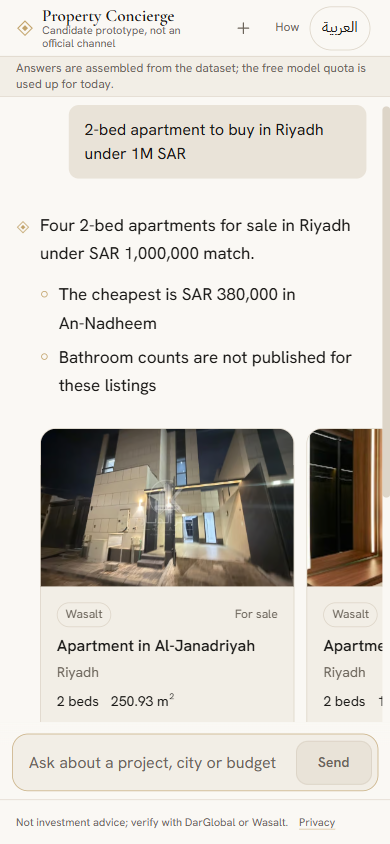 Property Concierge
Candidate prototype, not an
official channel
+
How
العربية
Answers are assembled from the dataset; the free model quota is
used up for today.
2-bed apartment to buy in Riyadh
under 1M SAR
Four 2-bed apartments for sale in Riyadh
under SAR 1,000,000 match.
The cheapest is SAR 380,000 in
An-Nadheem
Bathroom counts are not published for
these listings
Wasalt
For sale
Apartment in Al-Janadriyah
Riyadh
2 beds 250.93 m²
Wasalt
Apartme
Riyadh
2 beds 1
Ask about a project, city or budget
Send
Not investment advice; verify with DarGlobal or Wasalt. Privacy